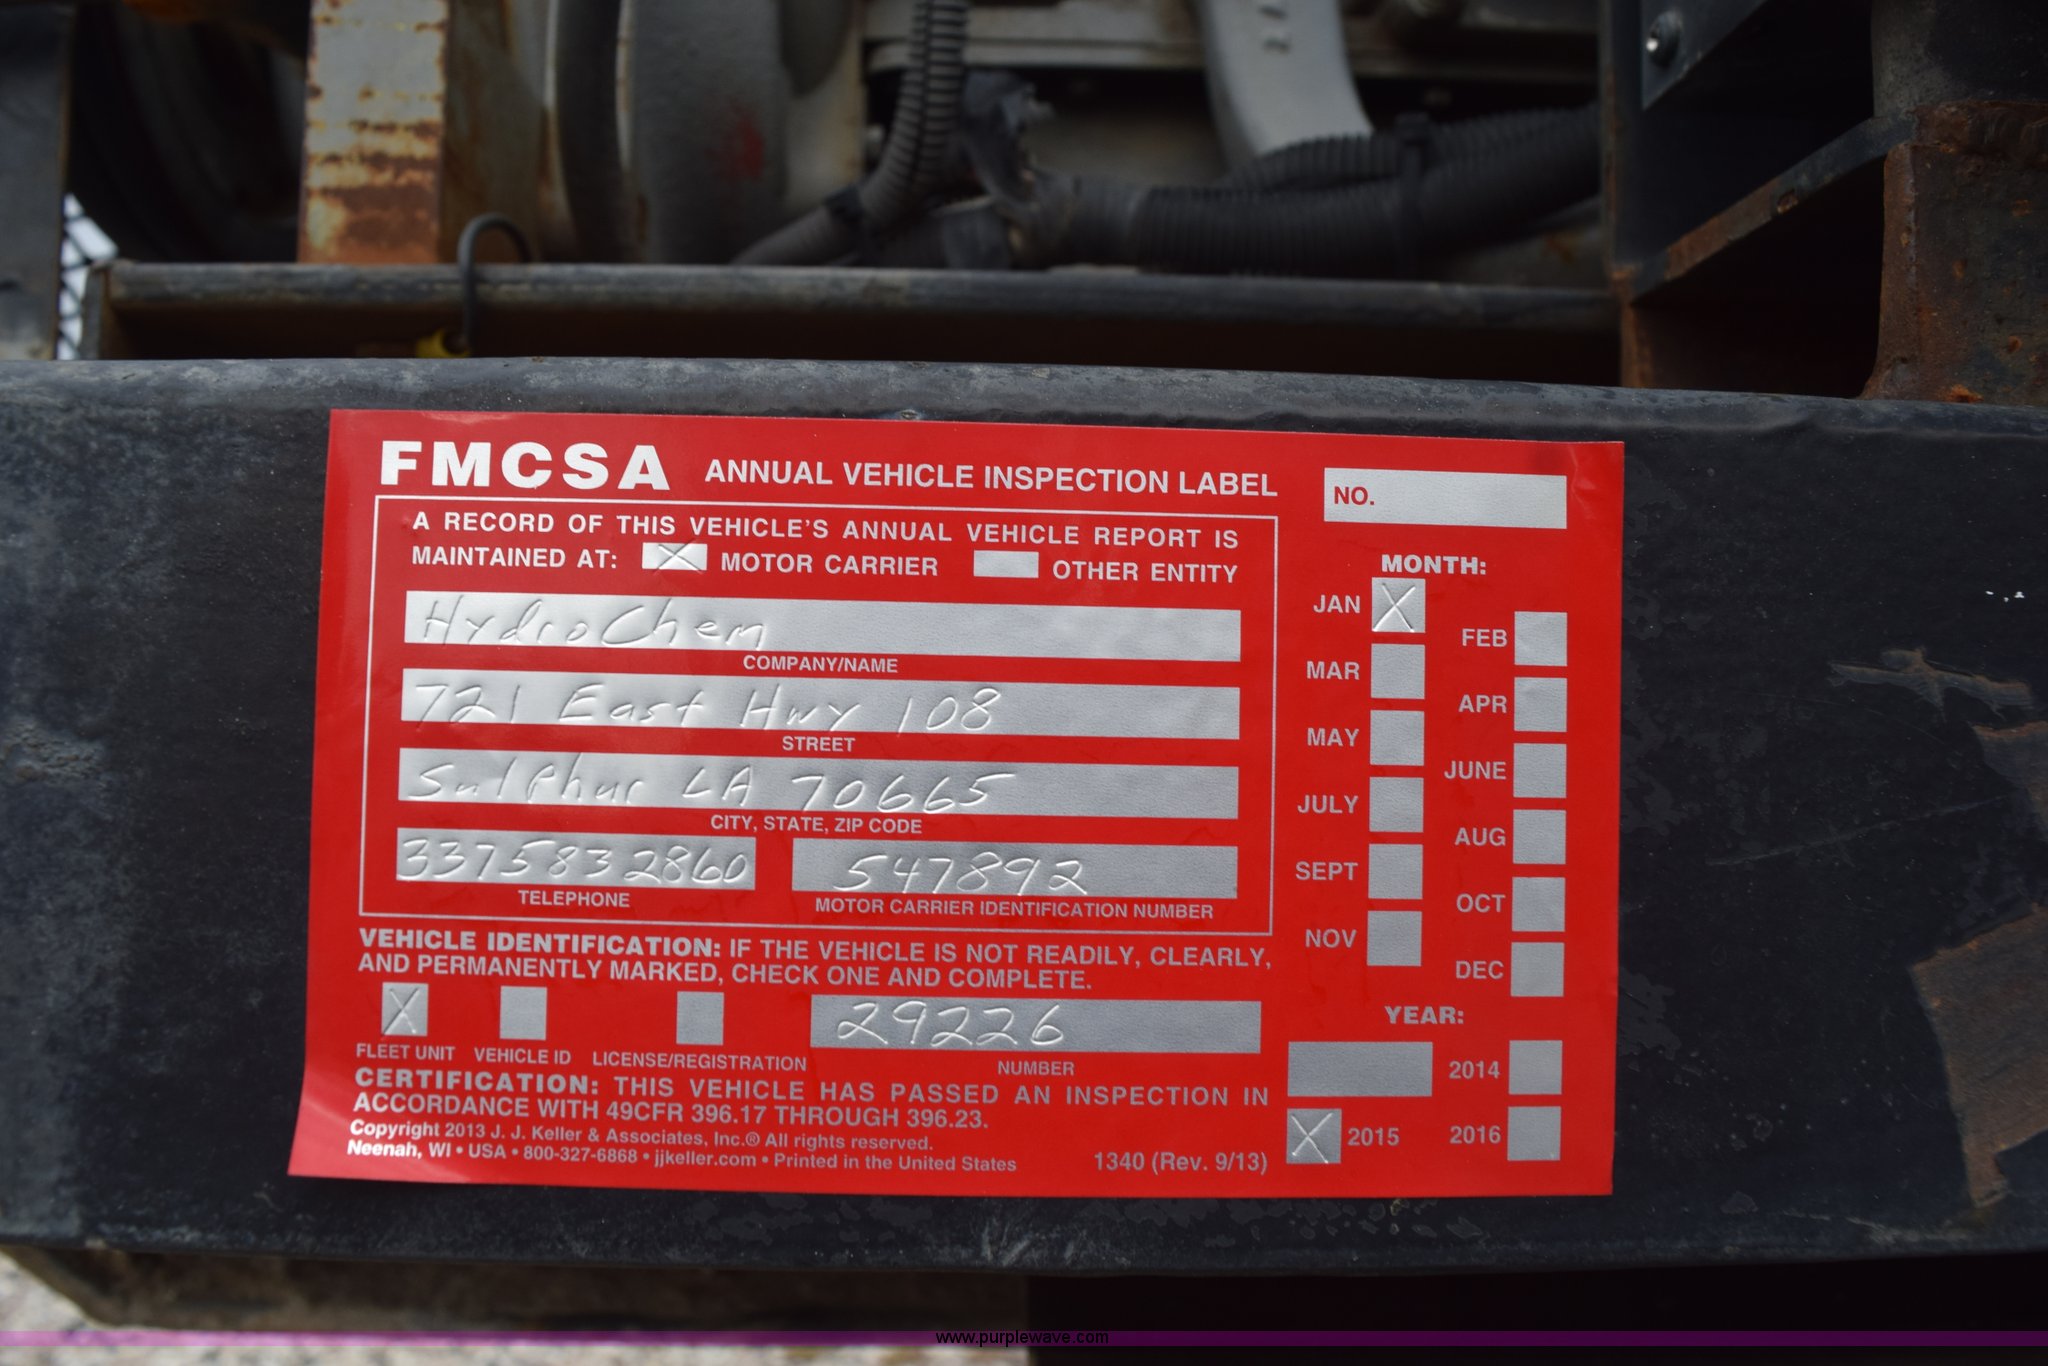 FMCSA ANNUAL VEHICLE INSPECTION LABEL
NO.
A RECORD OF THIS VEHICLE'S ANNUAL VEHICLE REPORT IS
MAINTAINED AT: X MOTOR CARRIER OTHER ENTITY
HydroChem
COMPANY/NAME
721 East Hwy 108
STREET
Sulphur LA 70665
CITY, STATE, ZIP CODE
3375832860 547892
TELEPHONE MOTOR CARRIER IDENTIFICATION NUMBER
VEHICLE IDENTIFICATION: IF THE VEHICLE IS NOT READILY, CLEARLY,
AND PERMANENTLY MARKED, CHECK ONE AND COMPLETE.
X 29226
FLEET UNIT VEHICLE ID LICENSE/REGISTRATION NUMBER
CERTIFICATION: THIS VEHICLE HAS PASSED AN INSPECTION IN
ACCORDANCE WITH 49CFR 396.17 THROUGH 396.23.
Copyright 2013 J. J. Keller & Associates, Inc.® All rights reserved.
Neenah, WI • USA • 800-327-6868 • jjkeller.com • Printed in the United States 1340 (Rev. 9/13)
MONTH:
JAN X
FEB
MAR
APR
MAY
JUNE
JULY
AUG
SEPT
OCT
NOV
DEC
YEAR:
2014
X 2015 2016
www.purplewave.com